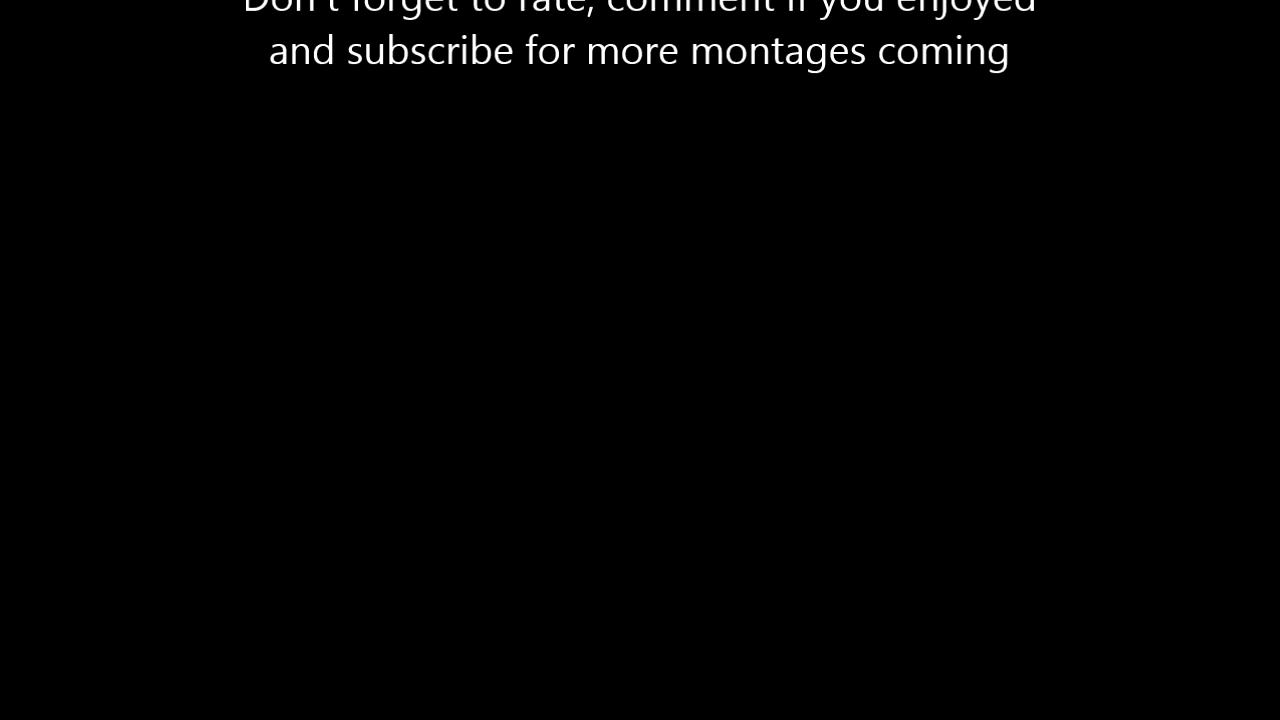 Don't forget to rate, comment if you enjoyed
and subscribe for more montages coming